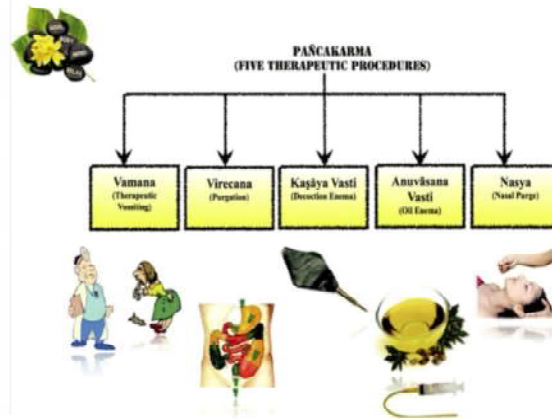 PAÑCAKARMA
(FIVE THERAPEUTIC PROCEDURES)
Vamana
(Therapeutic
Vomiting)
Virecana
(Purgation)
Kaṣāya Vasti
(Decoction Enema)
Anuvāsana
Vasti
(Oil Enema)
Nasya
(Nasal Purge)